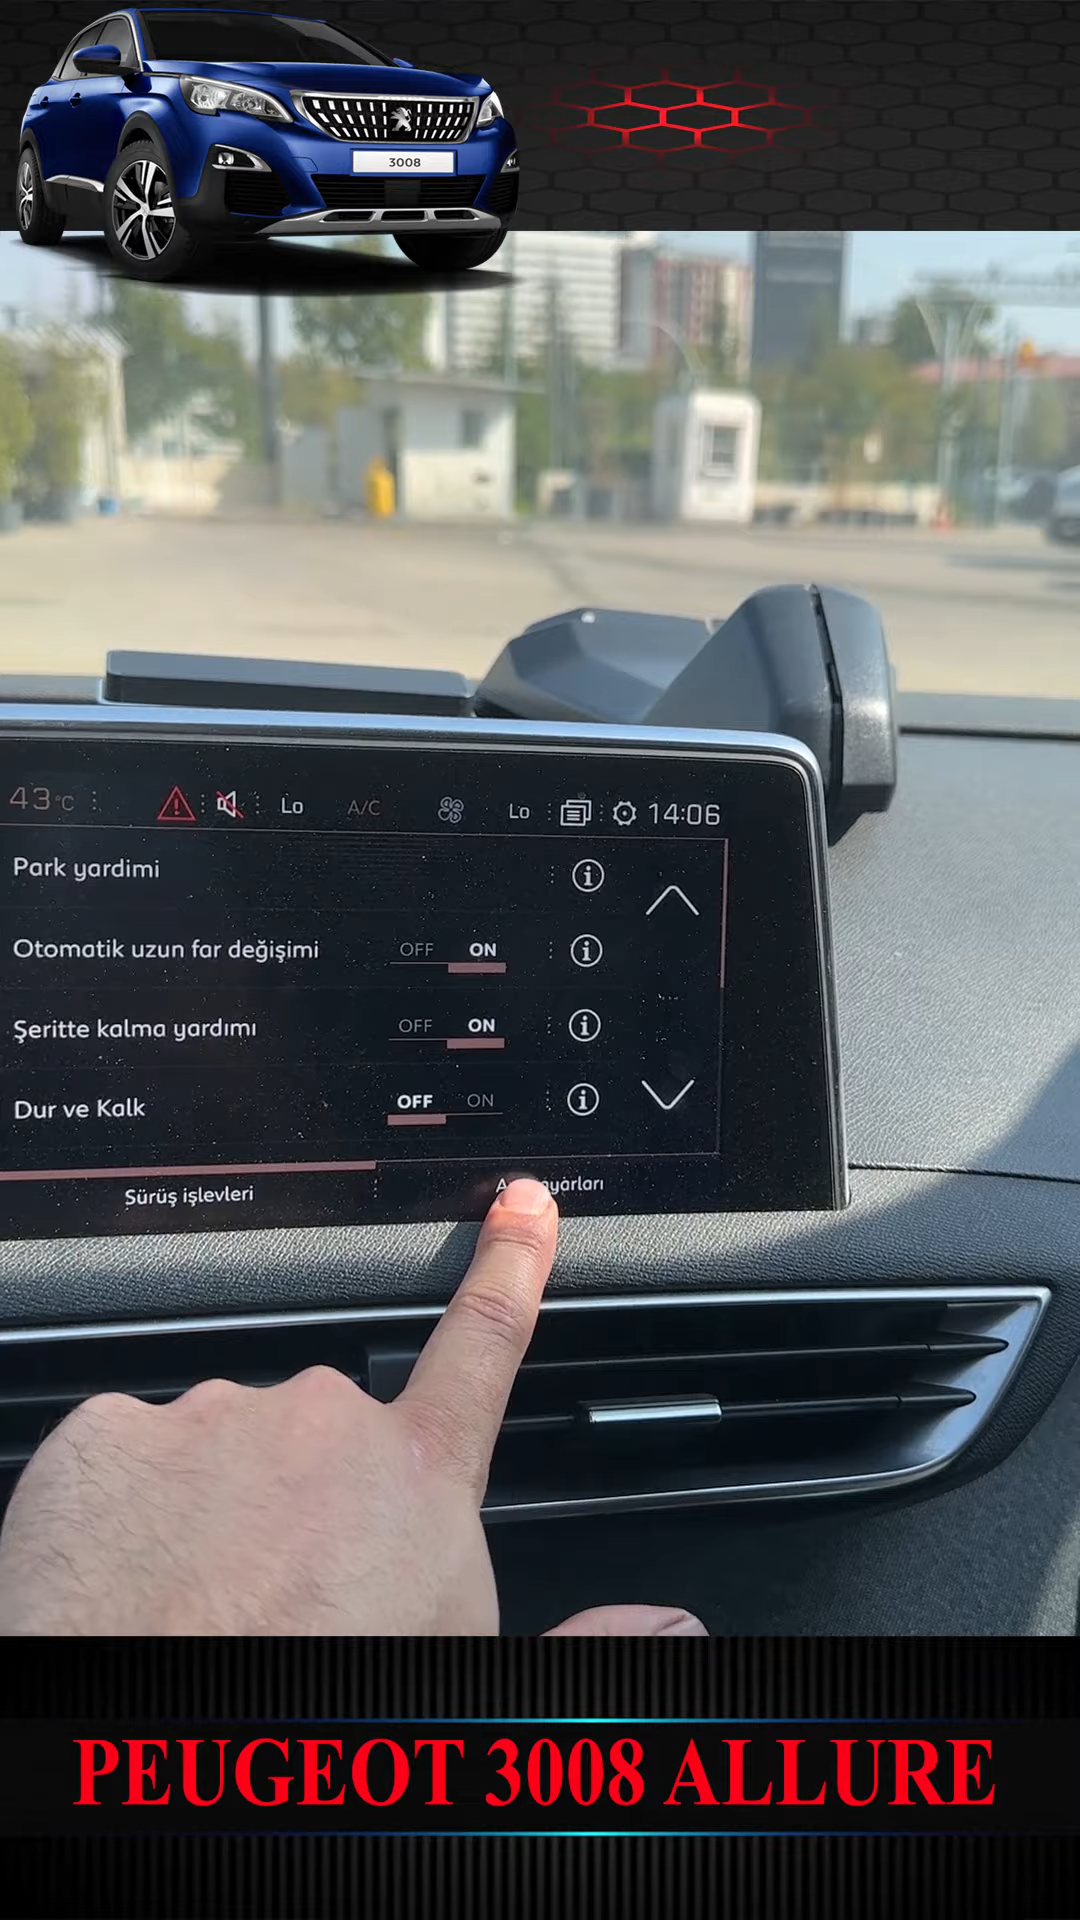 3008
43°C Lo A/C Lo 14:06
Park yardimi
Otomatik uzun far değişimi OFF ON
Şeritte kalma yardımı OFF ON
Dur ve Kalk OFF ON
Sürüş işlevleri
PEUGEOT 3008 ALLURE